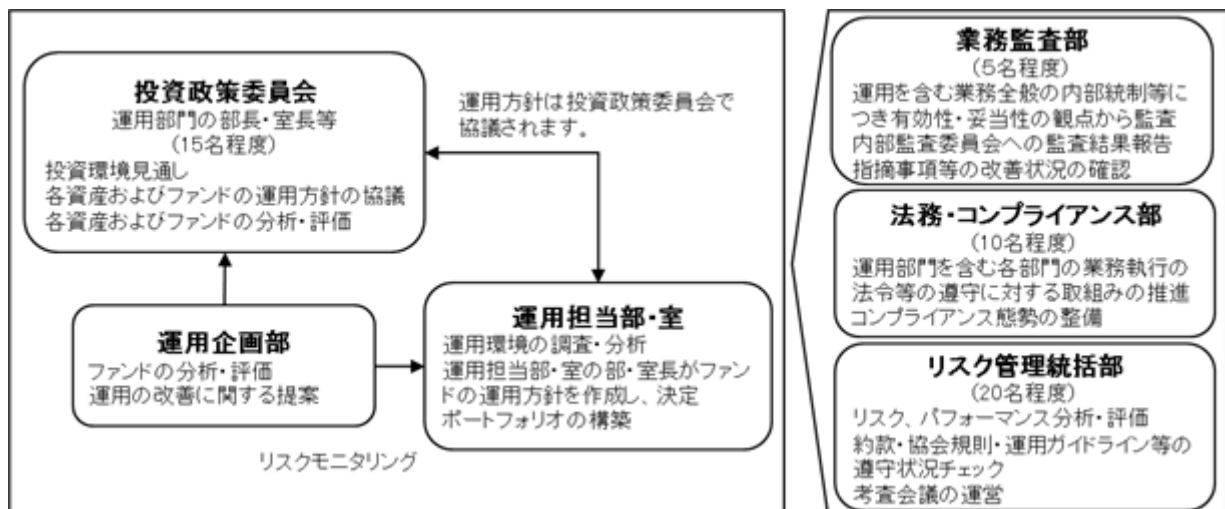 投資政策委員会
運用部門の部長・室長等
(15名程度)
投資環境見通し
各資産およびファンドの運用方針の協議
各資産およびファンドの分析・評価
運用方針は投資政策委員会で
協議されます。
運用企画部
ファンドの分析・評価
運用の改善に関する提案
運用担当部・室
運用環境の調査・分析
運用担当部・室の部・室長がファン
ドの運用方針を作成し、決定
ポートフォリオの構築
リスクモニタリング
業務監査部
(5名程度)
運用を含む業務全般の内部統制等に
つき有効性・妥当性の観点から監査
内部監査委員会への監査結果報告
指摘事項等の改善状況の確認
法務・コンプライアンス部
(10名程度)
運用部門を含む各部門の業務執行の
法令等の遵守に対する取組みの推進
コンプライアンス態勢の整備
リスク管理統括部
(20名程度)
リスク、パフォーマンス分析・評価
約款・協会規則・運用ガイドライン等の
遵守状況チェック
考査会議の運営